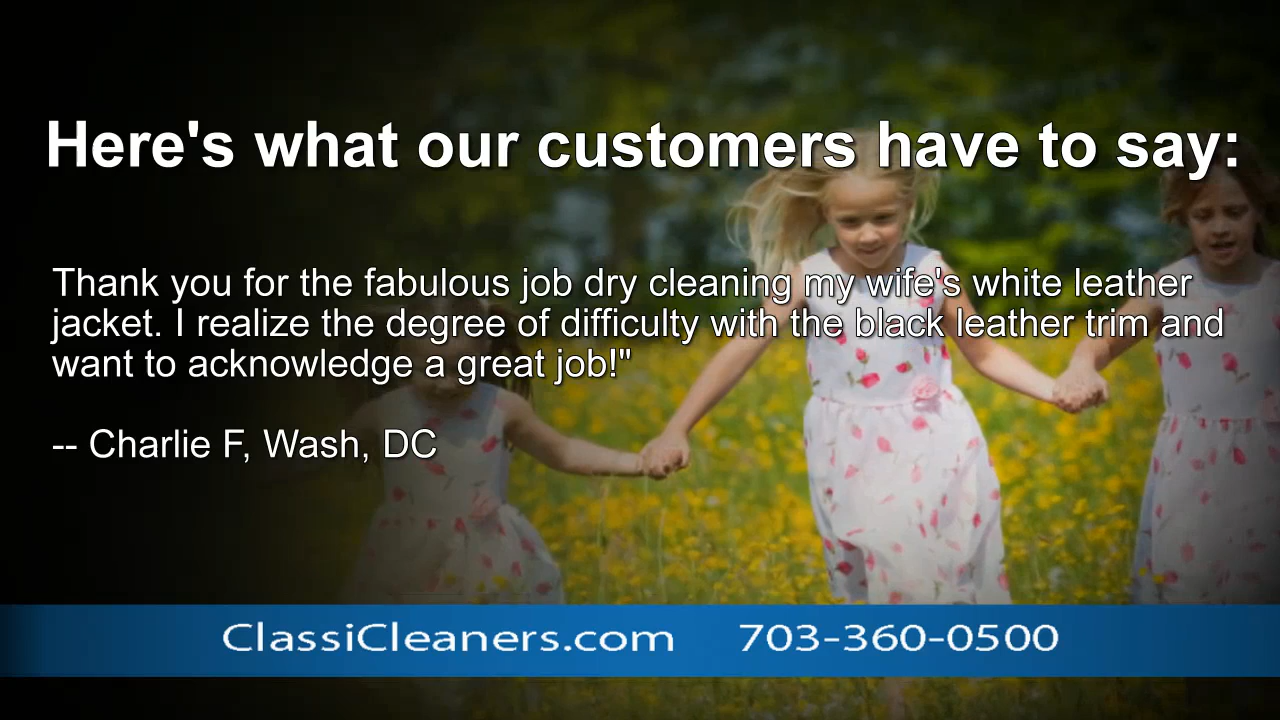 Here's what our customers have to say:
Thank you for the fabulous job dry cleaning my wife's white leather
jacket. I realize the degree of difficulty with the black leather trim and
want to acknowledge a great job!"
-- Charlie F, Wash, DC
ClassiCleaners.com 703-360-0500